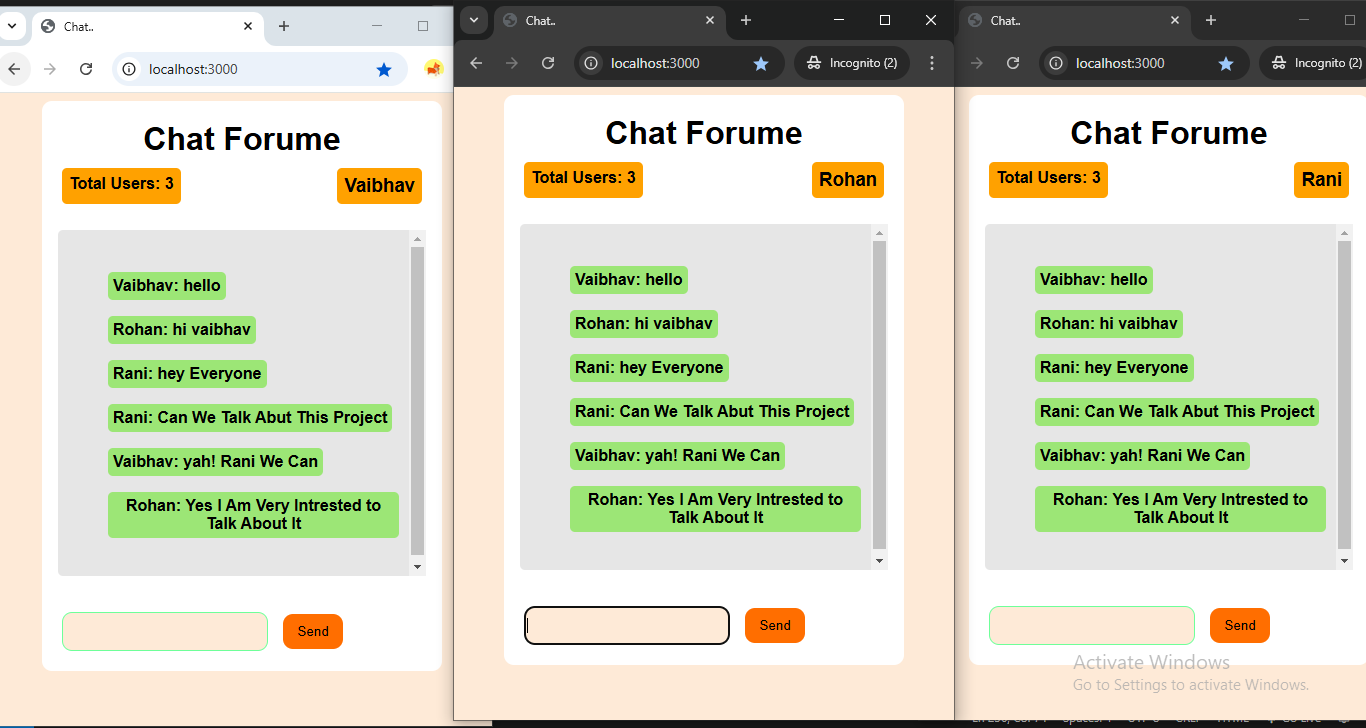 Chat..
localhost:3000
Chat Forume
Total Users: 3
Vaibhav
Vaibhav: hello
Rohan: hi vaibhav
Rani: hey Everyone
Rani: Can We Talk Abut This Project
Vaibhav: yah! Rani We Can
Rohan: Yes I Am Very Intrested to
Talk About It
Send
Chat..
localhost:3000
Incognito (2)
Chat Forume
Total Users: 3
Rohan
Vaibhav: hello
Rohan: hi vaibhav
Rani: hey Everyone
Rani: Can We Talk Abut This Project
Vaibhav: yah! Rani We Can
Rohan: Yes I Am Very Intrested to
Talk About It
Send
Chat..
localhost:3000
Incognito (2)
Chat Forume
Total Users: 3
Rani
Vaibhav: hello
Rohan: hi vaibhav
Rani: hey Everyone
Rani: Can We Talk Abut This Project
Vaibhav: yah! Rani We Can
Rohan: Yes I Am Very Intrested to
Talk About It
Send
Activate Windows
Go to Settings to activate Windows.